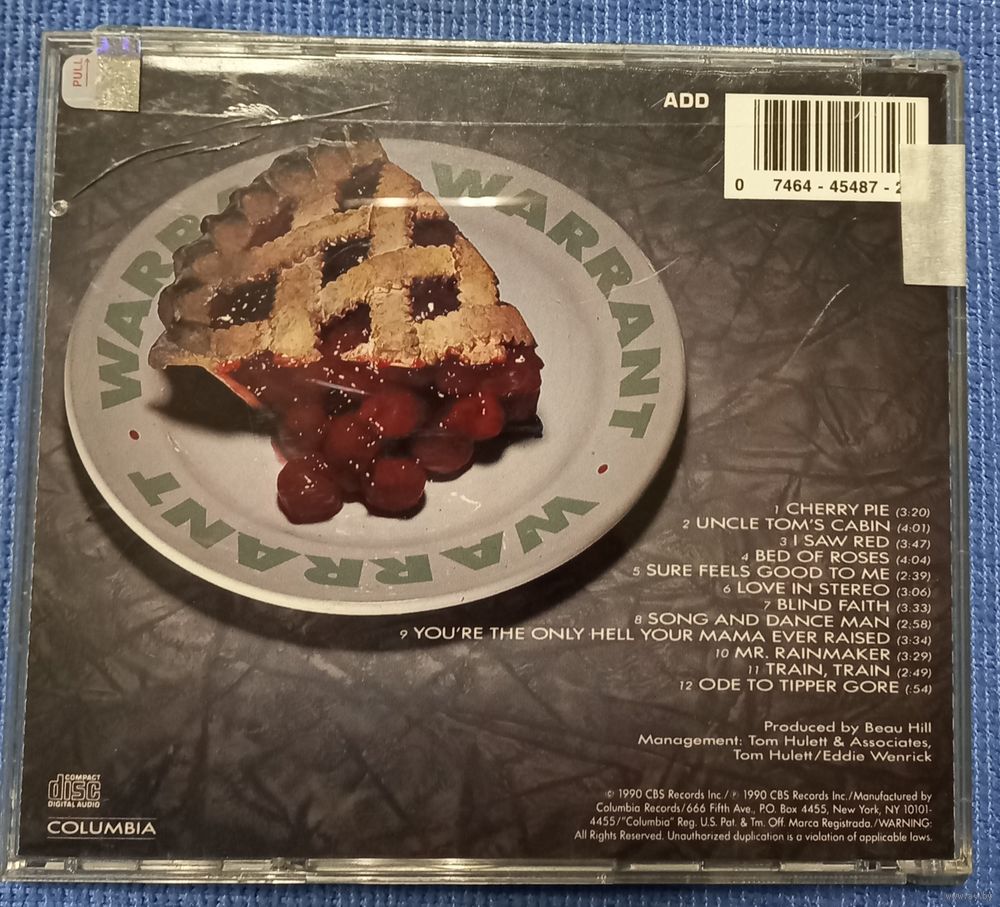 PULL
ADD
0 7464 - 45487 -
WARRANT
WARRANT
WARRANT
1 CHERRY PIE (3:20)
2 UNCLE TOM'S CABIN (4:01)
3 I SAW RED (3:47)
4 BED OF ROSES (4:04)
5 SURE FEELS GOOD TO ME (2:39)
6 LOVE IN STEREO (3:06)
7 BLIND FAITH (3:33)
8 SONG AND DANCE MAN (2:58)
9 YOU'RE THE ONLY HELL YOUR MAMA EVER RAISED (3:34)
10 MR. RAINMAKER (3:29)
11 TRAIN, TRAIN (2:49)
12 ODE TO TIPPER GORE (:54)
Produced by Beau Hill
Management: Tom Hulett & Associates,
Tom Hulett/Eddie Wenrick
COMPACT
disc
DIGITAL AUDIO
COLUMBIA
© 1990 CBS Records Inc./℗ 1990 CBS Records Inc./Manufactured by
Columbia Records/666 Fifth Ave., P.O. Box 4455, New York, NY 10101-
4455/"Columbia" Reg. U.S. Pat. & Tm. Off. Marca Registrada./WARNING:
All Rights Reserved. Unauthorized duplication is a violation of applicable laws.